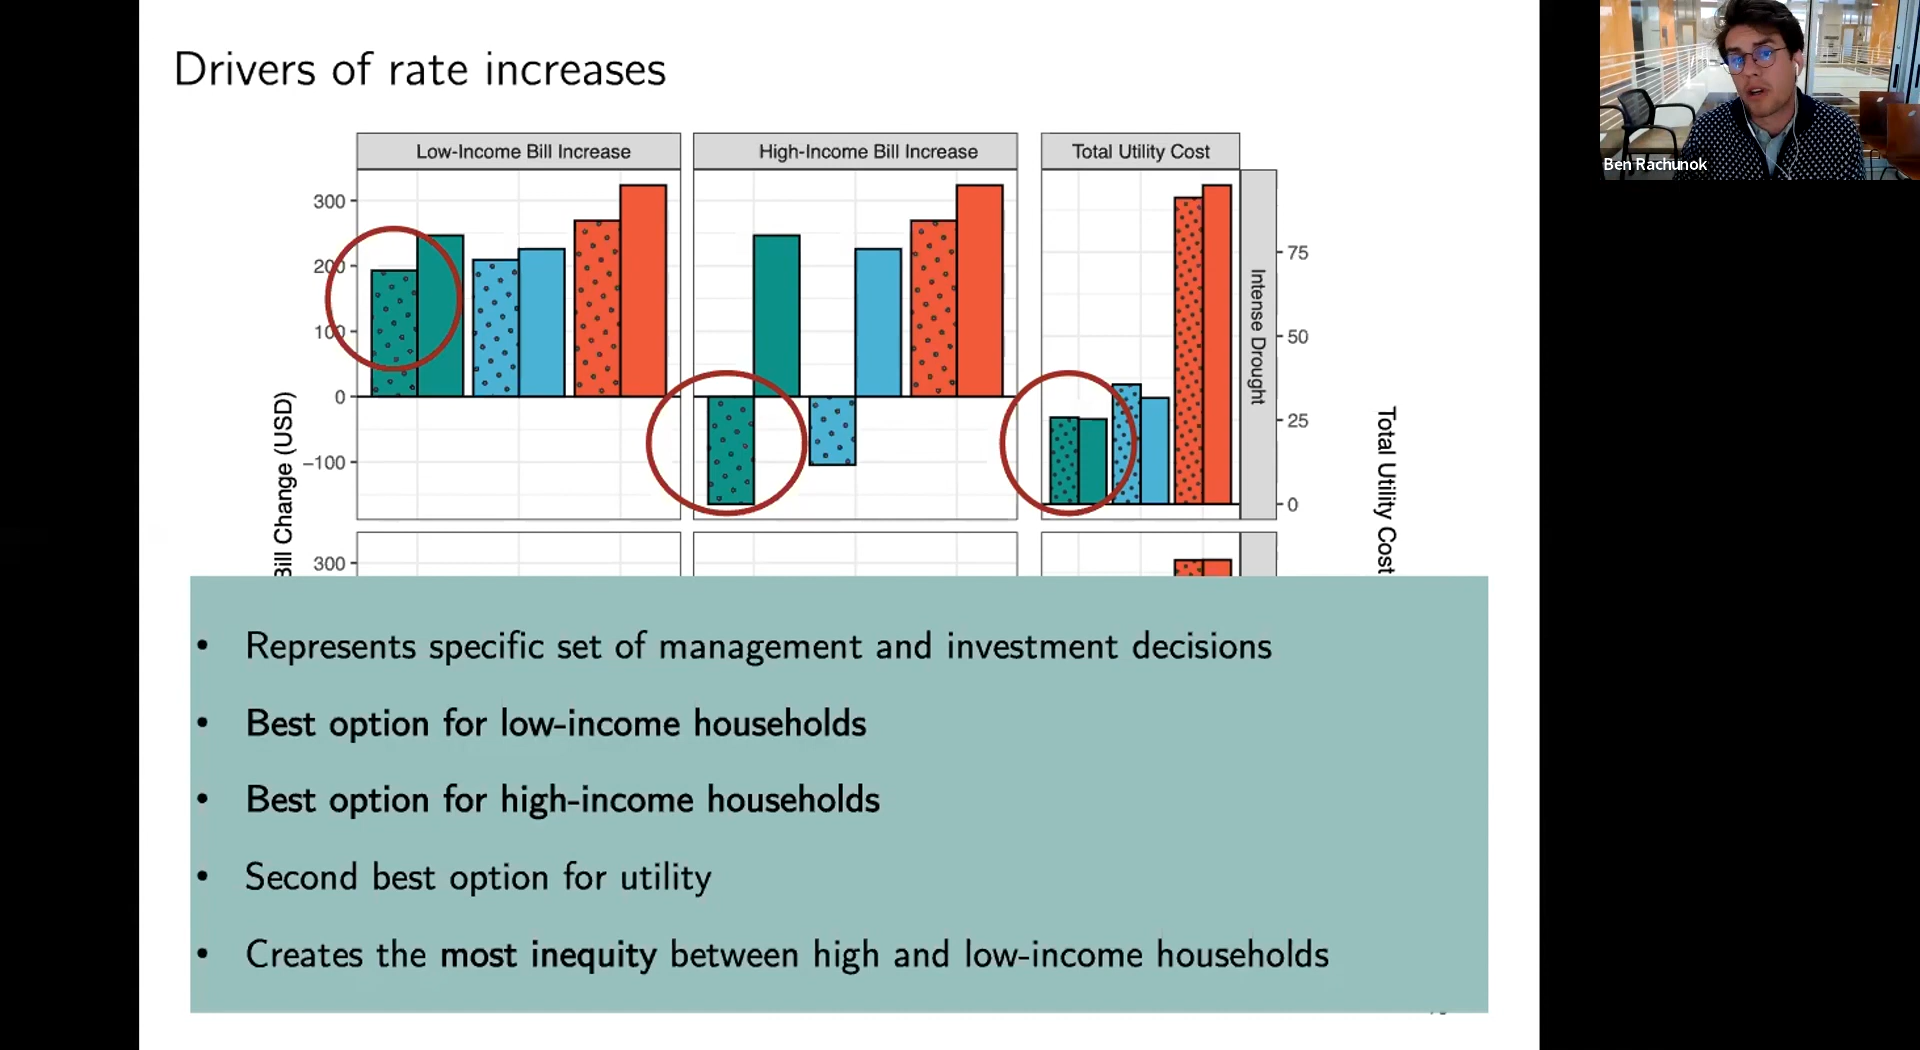 Drivers of rate increases
Ben Rachunok
Low-Income Bill Increase
High-Income Bill Increase
Total Utility Cost
300
200
100
0
−100
75
50
25
0
Intense Drought
Bill Change (USD)
Total Utility Cost
300
• Represents specific set of management and investment decisions
• Best option for low-income households
• Best option for high-income households
• Second best option for utility
• Creates the most inequity between high and low-income households